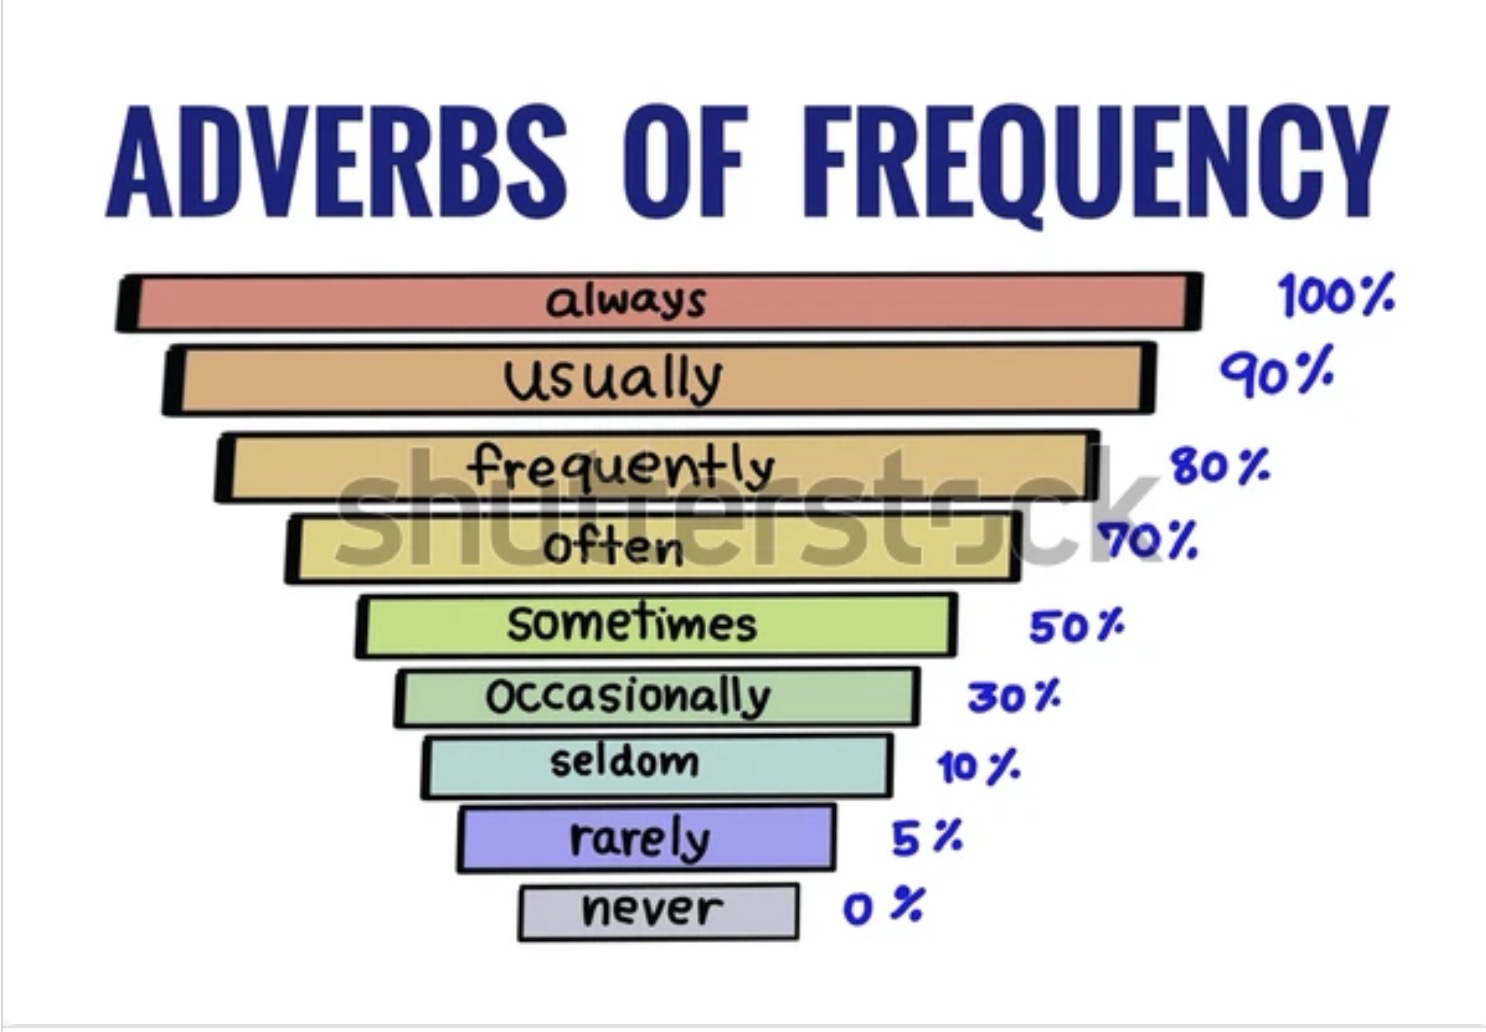 ADVERBS OF FREQUENCY
always 100%
Usually 90%
frequently 80%
shutterstock
often 70%
Sometimes 50%
Occasionally 30%
seldom 10%
rarely 5%
never 0%